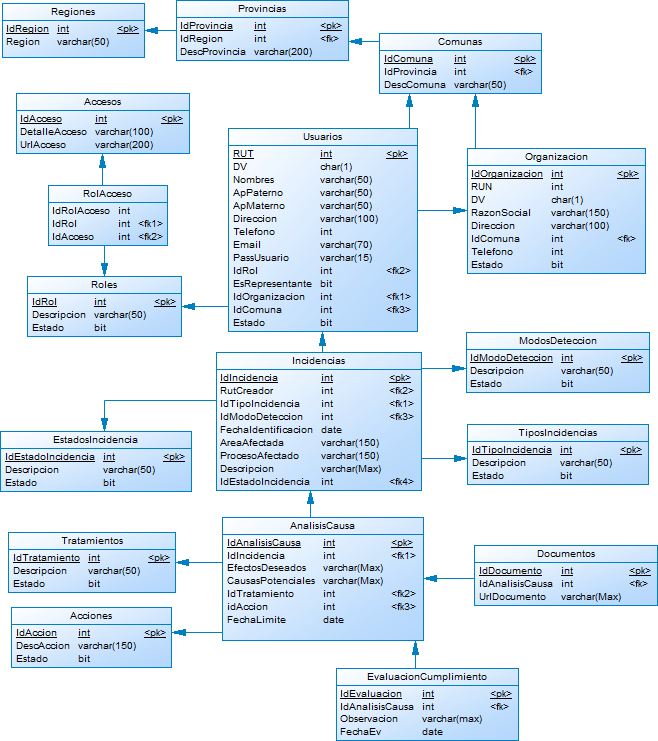 Regiones
IdRegion int <pk>
Region varchar(50)
Provincias
IdProvincia int <pk>
IdRegion int <fk>
DescProvincia varchar(200)
Comunas
IdComuna int <pk>
IdProvincia int <fk>
DescComuna varchar(50)
Accesos
IdAcceso int <pk>
DetalleAcceso varchar(100)
UrlAcceso varchar(200)
Usuarios
RUT int <pk>
DV char(1)
Nombres varchar(50)
ApPaterno varchar(50)
ApMaterno varchar(50)
Direccion varchar(100)
Telefono int
Email varchar(70)
PassUsuario varchar(15)
IdRol int <fk2>
EsRepresentante bit
IdOrganizacion int <fk1>
IdComuna int <fk3>
Estado bit
Organizacion
IdOrganizacion int <pk>
RUN int
DV char(1)
RazonSocial varchar(150)
Direccion varchar(100)
IdComuna int <fk>
Telefono int
Estado bit
RolAcceso
IdRolAcceso int
IdRol int <fk1>
IdAcceso int <fk2>
Roles
IdRol int <pk>
Descripcion varchar(50)
Estado bit
Incidencias
IdIncidencia int <pk>
RutCreador int <fk2>
IdTipoIncidencia int <fk1>
IdModoDeteccion int <fk3>
FechaIdentificacion date
AreaAfectada varchar(150)
ProcesoAfectado varchar(150)
Descripcion varchar(Max)
IdEstadoIncidencia int <fk4>
ModosDeteccion
IdModoDeteccion int <pk>
Descripcion varchar(50)
Estado bit
EstadosIncidencia
IdEstadoIncidencia int <pk>
Descripcion varchar(50)
Estado bit
TiposIncidencias
IdTipoIncidencia int <pk>
Descripcion varchar(50)
Estado bit
Tratamientos
IdTratamiento int <pk>
Descripcion varchar(50)
Estado bit
AnalisisCausa
IdAnalisisCausa int <pk>
IdIncidencia int <fk1>
EfectosDeseados varchar(Max)
CausasPotenciales varchar(Max)
IdTratamiento int <fk2>
idAccion int <fk3>
FechaLimite date
Documentos
IdDocumento int <pk>
IdAnalisisCausa int <fk>
UrlDocumento varchar(Max)
Acciones
IdAccion int <pk>
DescAccion varchar(150)
Estado bit
EvaluacionCumplimiento
IdEvaluacion int <pk>
IdAnalisisCausa int <fk>
Observacion varchar(max)
FechaEv date